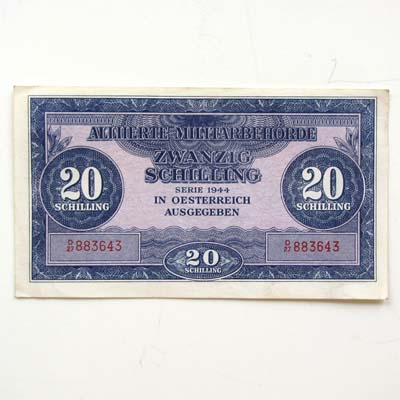 ALLIIERTE-MILITÄRBEHÖRDE
ZWANZIG
SCHILLING
SERIE 1944
IN OESTERREICH
AUSGEGEBEN
20
SCHILLING
20
SCHILLING
883643
883643
20
SCHILLING